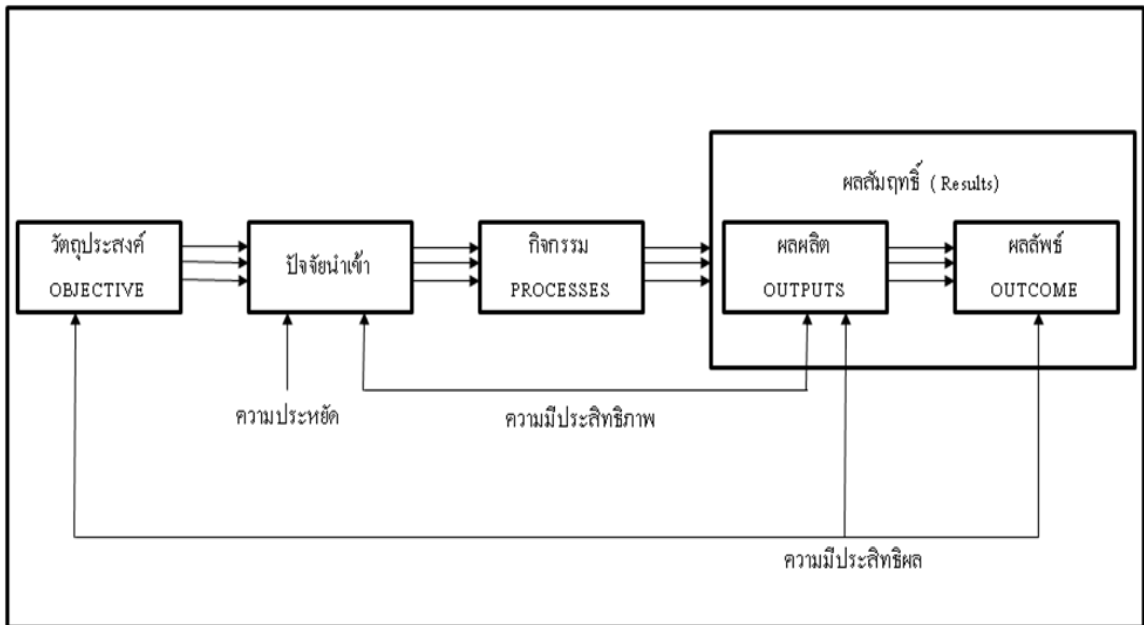 ผลสัมฤทธิ์ (Results)
วัตถุประสงค์
OBJECTIVE
ปัจจัยนำเข้า
กิจกรรม
PROCESSES
ผลผลิต
OUTPUTS
ผลลัพธ์
OUTCOME
ความประหยัด
ความมีประสิทธิภาพ
ความมีประสิทธิผล